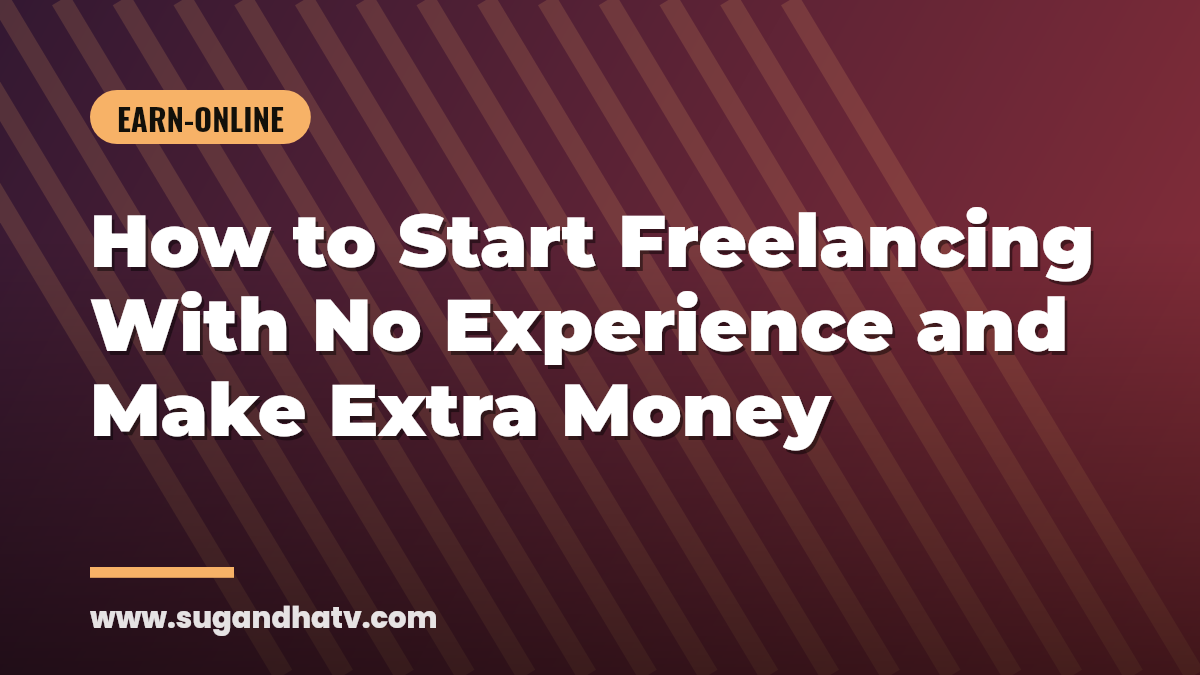 EARN-ONLINE
How to Start Freelancing
With No Experience and
Make Extra Money
www.sugandhatv.com